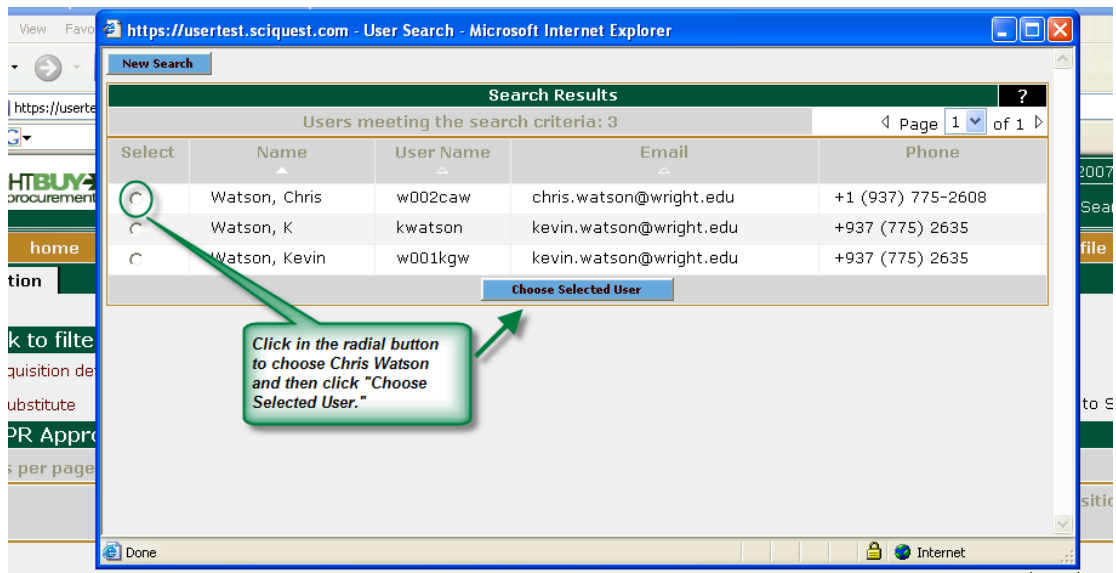 View Favo
https://usertest.sciquest.com - User Search - Microsoft Internet Explorer
New Search
https://userte
Search Results ?
Users meeting the search criteria: 3 Page 1 of 1
Select Name User Name Email Phone
HTBUY
procurement
2007
Watson, Chris w002caw chris.watson@wright.edu +1 (937) 775-2608
Sear
Watson, K kwatson kevin.watson@wright.edu +937 (775) 2635
home
file
Watson, Kevin w001kgw kevin.watson@wright.edu +937 (775) 2635
tion
Choose Selected User
k to filte
Click in the radial button
to choose Chris Watson
and then click "Choose
Selected User."
quisition de
ubstitute
to S
PR Appro
s per page
sitio
Done Internet